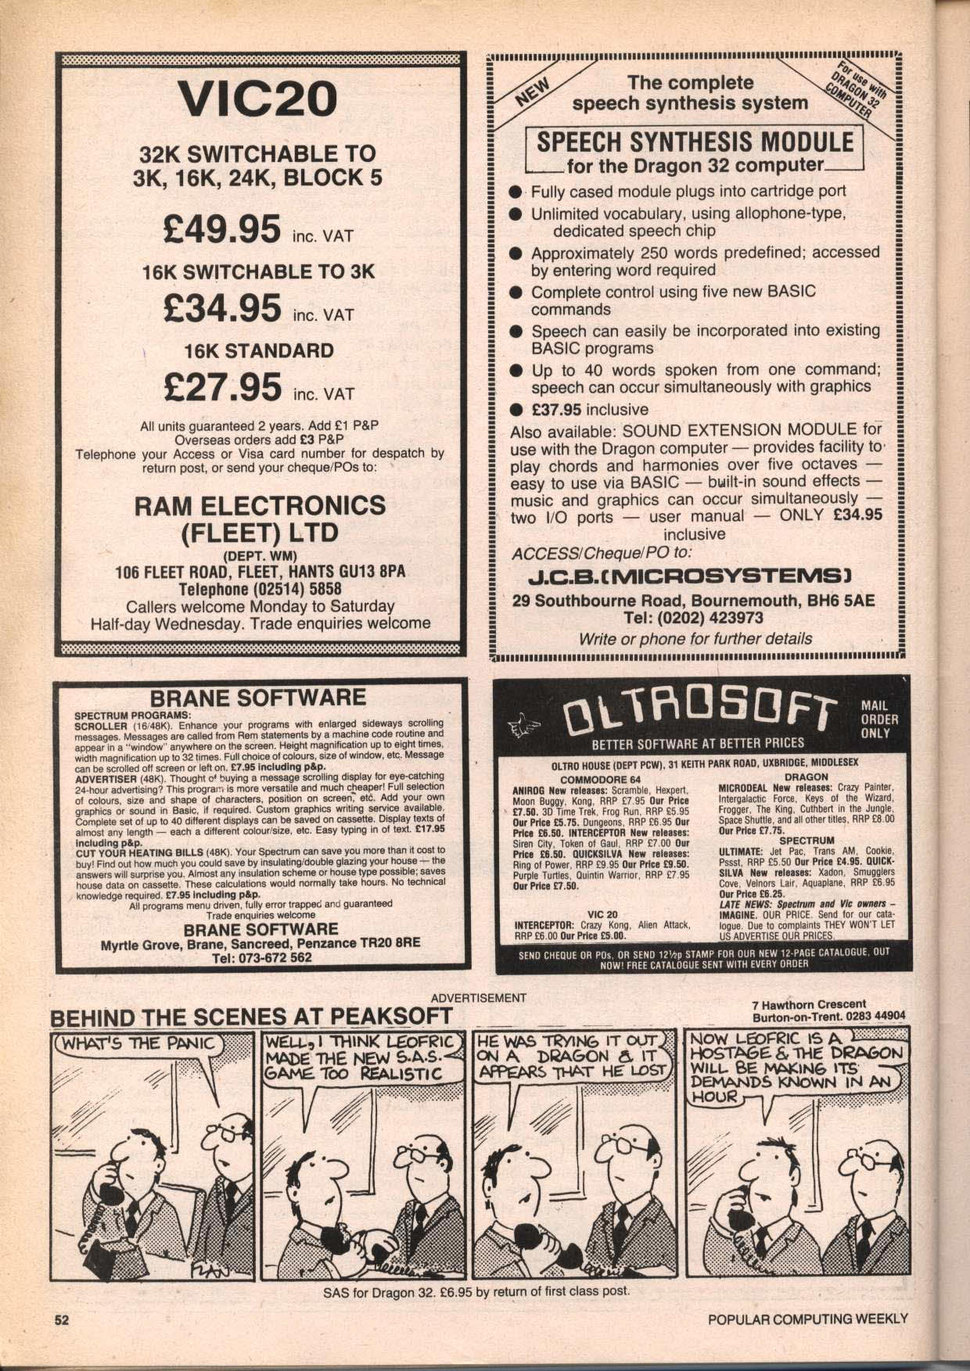 VIC20
32K SWITCHABLE TO
3K, 16K, 24K, BLOCK 5
£49.95 inc. VAT
16K SWITCHABLE TO 3K
£34.95 inc. VAT
16K STANDARD
£27.95 inc. VAT
All units guaranteed 2 years. Add £1 P&P
Overseas orders add £3 P&P
Telephone your Access or Visa card number for despatch by
return post, or send your cheque/POs to:
RAM ELECTRONICS
(FLEET) LTD
(DEPT. WM)
106 FLEET ROAD, FLEET, HANTS GU13 8PA
Telephone (02514) 5858
Callers welcome Monday to Saturday
Half-day Wednesday. Trade enquiries welcome
NEW
The complete
speech synthesis system
For use with
DRAGON 32
COMPUTER
SPEECH SYNTHESIS MODULE
for the Dragon 32 computer
● Fully cased module plugs into cartridge port
● Unlimited vocabulary, using allophone-type,
dedicated speech chip
● Approximately 250 words predefined; accessed
by entering word required
● Complete control using five new BASIC
commands
● Speech can easily be incorporated into existing
BASIC programs
● Up to 40 words spoken from one command;
speech can occur simultaneously with graphics
● £37.95 inclusive
Also available: SOUND EXTENSION MODULE for
use with the Dragon computer — provides facility to
play chords and harmonies over five octaves —
easy to use via BASIC — built-in sound effects —
music and graphics can occur simultaneously —
two I/O ports — user manual — ONLY £34.95
inclusive
ACCESS/Cheque/PO to:
J.C.B. (MICROSYSTEMS)
29 Southbourne Road, Bournemouth, BH6 5AE
Tel: (0202) 423973
Write or phone for further details
BRANE SOFTWARE
SPECTRUM PROGRAMS:
SCROLLER (16/48K). Enhance your programs with enlarged sideways scrolling
messages. Messages are called from Rem statements by a machine code routine and
appear in a "window" anywhere on the screen. Height magnification up to eight times,
width magnification up to 32 times. Full choice of colours, size of window, etc. Message
can be scrolled off screen or left on. £7.95 including p&p.
ADVERTISER (48K). Thought of buying a message scrolling display for eye-catching
24-hour advertising? This program is more versatile and much cheaper! Full selection
of colours, size and shape of characters, position on screen, etc. Add your own
graphics or sound in Basic, if required. Custom graphics writing service available.
Complete set of up to 40 different displays can be saved on cassette. Display texts of
almost any length — each a different colour/size, etc. Easy typing in of text. £17.95
including p&p.
CUT YOUR HEATING BILLS (48K). Your Spectrum can save you more than it cost to
buy! Find out how much you could save by insulating/double glazing your house — the
answers will surprise you. Almost any insulation scheme or house type possible; saves
house data on cassette. These calculations would normally take hours. No technical
knowledge required. £7.95 including p&p.
All programs menu driven, fully error trapped and guaranteed
Trade enquiries welcome
BRANE SOFTWARE
Myrtle Grove, Brane, Sancreed, Penzance TR20 8RE
Tel: 073-672 562
OLTROSOFT
MAIL
ORDER
ONLY
BETTER SOFTWARE AT BETTER PRICES
OLTRO HOUSE (DEPT PCW), 31 KEITH PARK ROAD, UXBRIDGE, MIDDLESEX
COMMODORE 64
ANIROG New releases: Scramble, Hexpert,
Moon Buggy, Kong, RRP £7.95 Our Price
£7.50. 3D Time Trek, Frog Run, RRP £5.95
Our Price £5.75. Dungeons, RRP £6.95 Our
Price £6.50. INTERCEPTOR New releases:
Siren City, Token of Gaul, RRP £7.00 Our
Price £6.50. QUICKSILVA New releases:
Ring of Power, RRP £9.95 Our Price £9.50.
Purple Turtles, Quintin Warrior, RRP £7.95
Our Price £7.50.
VIC 20
INTERCEPTOR: Crazy Kong, Alien Attack,
RRP £6.00 Our Price £5.00.
DRAGON
MICRODEAL New releases: Crazy Painter,
Intergalactic Force, Keys of the Wizard,
Frogger, The King, Cuthbert in the Jungle,
Space Shuttle, and all other titles, RRP £8.00
Our Price £7.75.
SPECTRUM
ULTIMATE: Jet Pac, Trans AM, Cookie,
Pssst, RRP £5.50 Our Price £4.95. QUICK-
SILVA New releases: Xadon, Smugglers
Cove, Velnors Lair, Aquaplane, RRP £6.95
Our Price £6.25.
LATE NEWS: Spectrum and Vic owners –
IMAGINE. OUR PRICE. Send for our cata-
logue. Due to complaints THEY WON'T LET
US ADVERTISE OUR PRICES.
SEND CHEQUE OR POs, OR SEND 12½p STAMP FOR OUR NEW 12-PAGE CATALOGUE, OUT
NOW! FREE CATALOGUE SENT WITH EVERY ORDER
ADVERTISEMENT
BEHIND THE SCENES AT PEAKSOFT
7 Hawthorn Crescent
Burton-on-Trent. 0283 44904
WHAT'S THE PANIC
WELL, I THINK LEOFRIC
MADE THE NEW S.A.S.
GAME TOO REALISTIC
HE WAS TRYING IT OUT
ON A DRAGON & IT
APPEARS THAT HE LOST
NOW LEOFRIC IS A
HOSTAGE & THE DRAGON
WILL BE MAKING ITS
DEMANDS KNOWN IN AN
HOUR
SAS for Dragon 32. £6.95 by return of first class post.
52
POPULAR COMPUTING WEEKLY